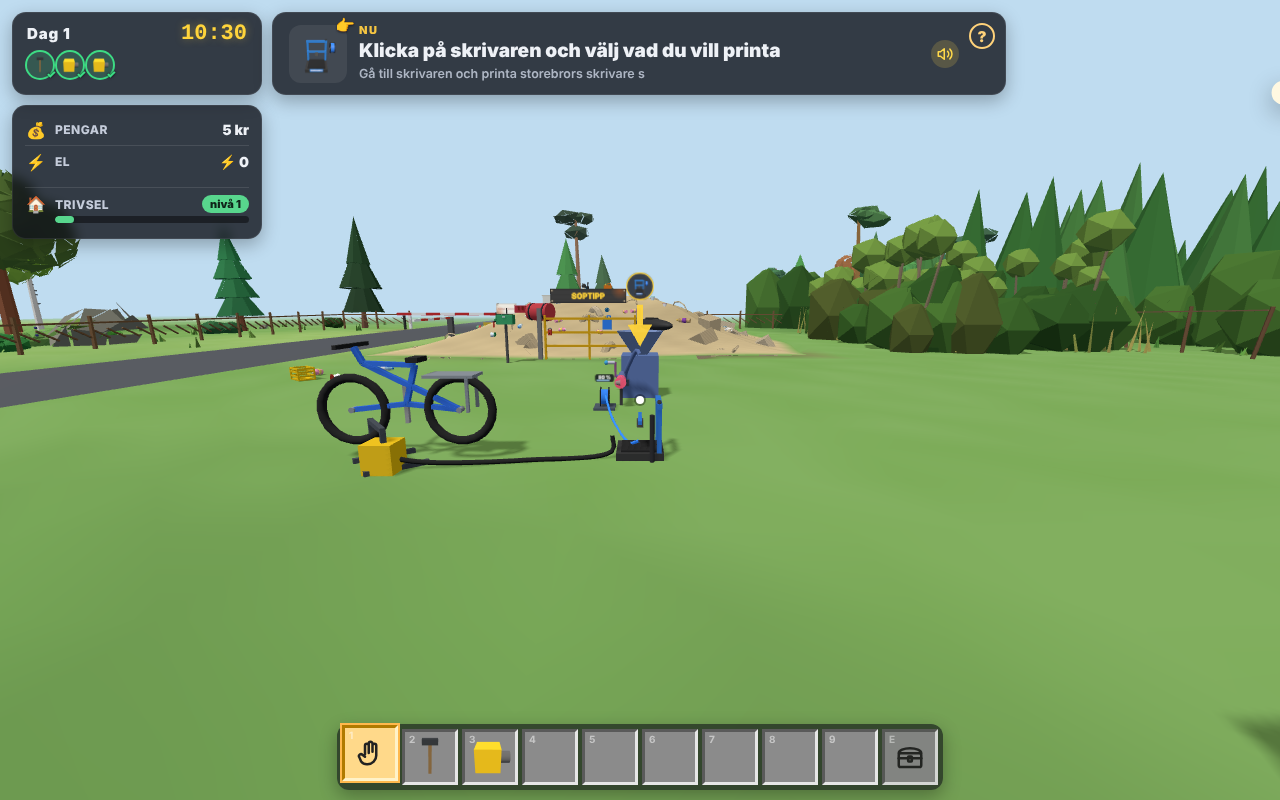 Dag 1
10:30
NU
Klicka på skrivaren och välj vad du vill printa
Gå till skrivaren och printa storebrors skrivare s
?
PENGAR
5 kr
EL
0
TRIVSEL
nivå 1
SOPTIPP
1
2
3
4
5
6
7
8
9
E